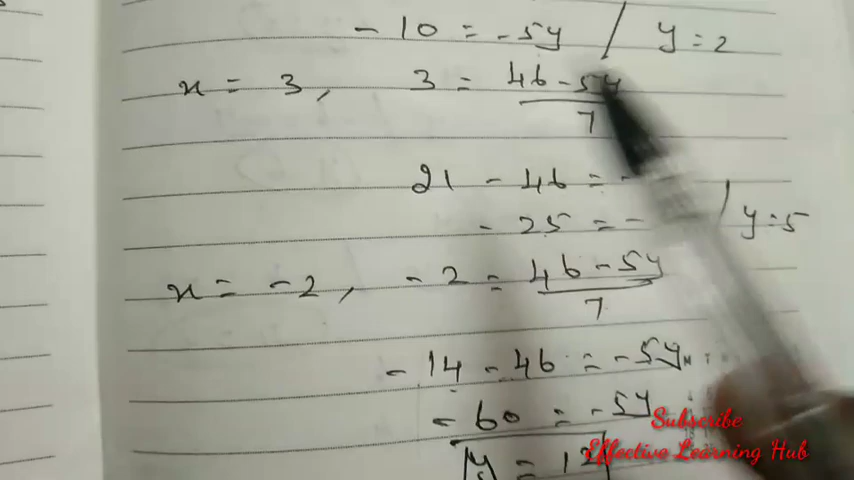 - 10 = -5y / y = 2
x = 3, 3 = 46 - 5y / 7
21 - 46 = -
- 25 = - / y = 5
x = -2, -2 = 46 - 5y / 7
- 14 - 46 = -5y
- 60 = -5y
y = 12
Subscribe
Effective Learning Hub